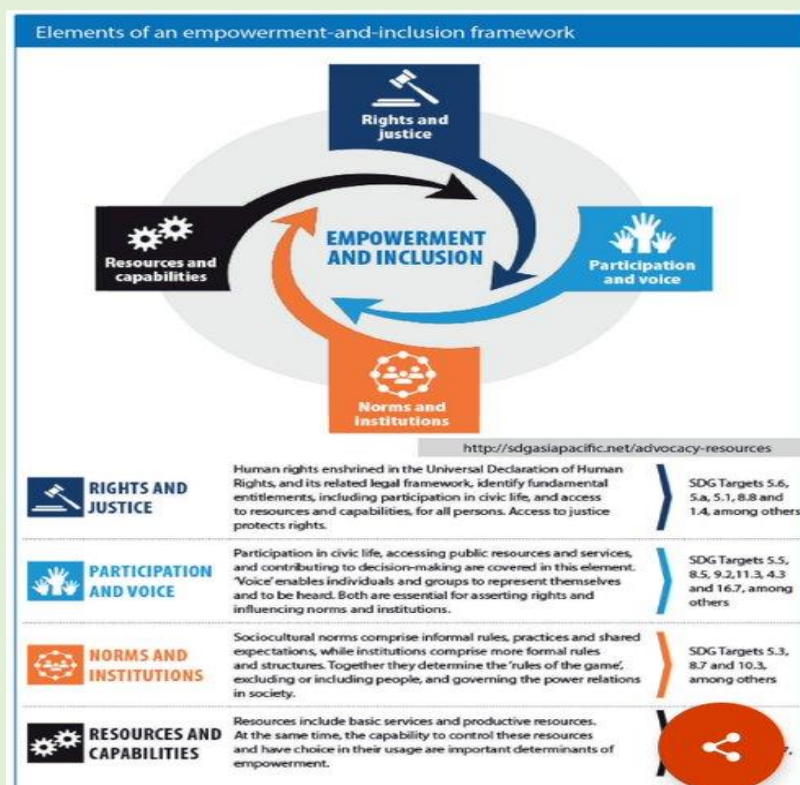 Elements of an empowerment-and-inclusion framework
Rights and
justice
Resources and
capabilities
EMPOWERMENT
AND INCLUSION
Participation
and voice
Norms and
institutions
http://sdgasiapacific.net/advocacy-resources
RIGHTS AND
JUSTICE
Human rights enshrined in the Universal Declaration of Human
Rights, and its related legal framework, identify fundamental
entitlements, including participation in civic life, and access
to resources and capabilities, for all persons. Access to justice
protects rights.
SDG Targets 5.6,
5.a, 5.1, 8.8 and
1.4, among others
PARTICIPATION
AND VOICE
Participation in civic life, accessing public resources and services,
and contributing to decision-making are covered in this element.
'Voice' enables individuals and groups to represent themselves
and to be heard. Both are essential for asserting rights and
influencing norms and institutions.
SDG Targets 5.5,
8.5, 9.2,11.3, 4.3
and 16.7, among
others
NORMS AND
INSTITUTIONS
Sociocultural norms comprise informal rules, practices and shared
expectations, while institutions comprise more formal rules
and structures. Together they determine the 'rules of the game',
excluding or including people, and governing the power relations
in society.
SDG Targets 5.3,
8.7 and 10.3,
among others
RESOURCES AND
CAPABILITIES
Resources include basic services and productive resources.
At the same time, the capability to control these resources
and have choice in their usage are important determinants of
empowerment.